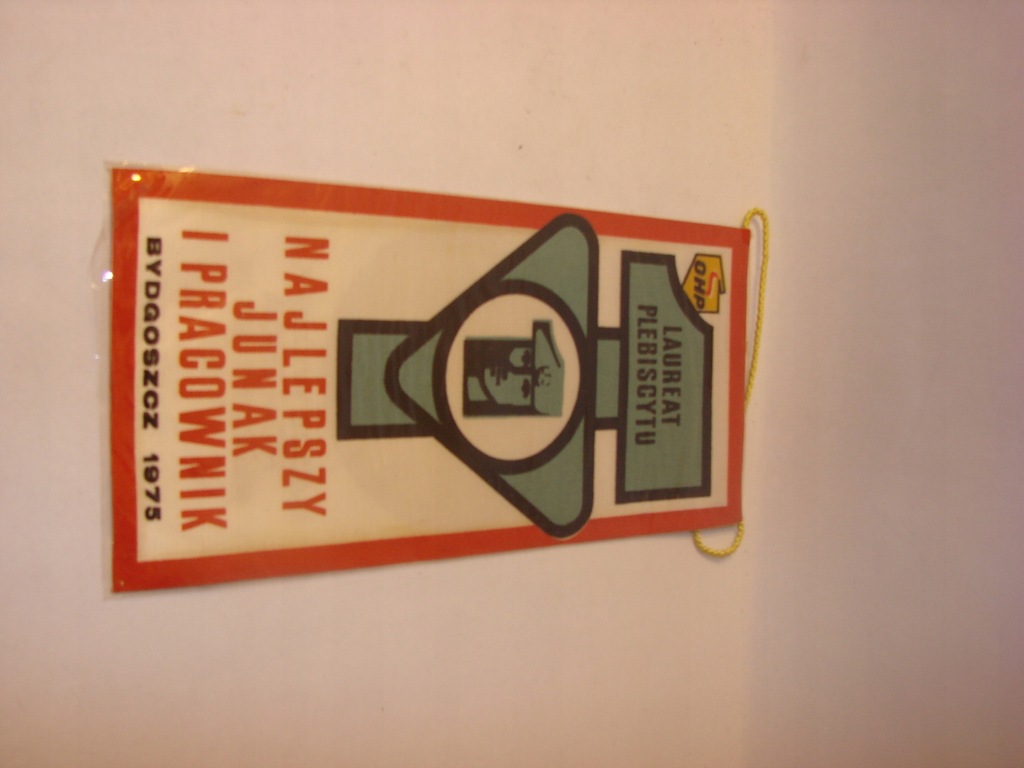 OHP
LAUREAT
PLEBISCYTU
NAJLEPSZY
JUNAK
I PRACOWNIK
BYDGOSZCZ 1975